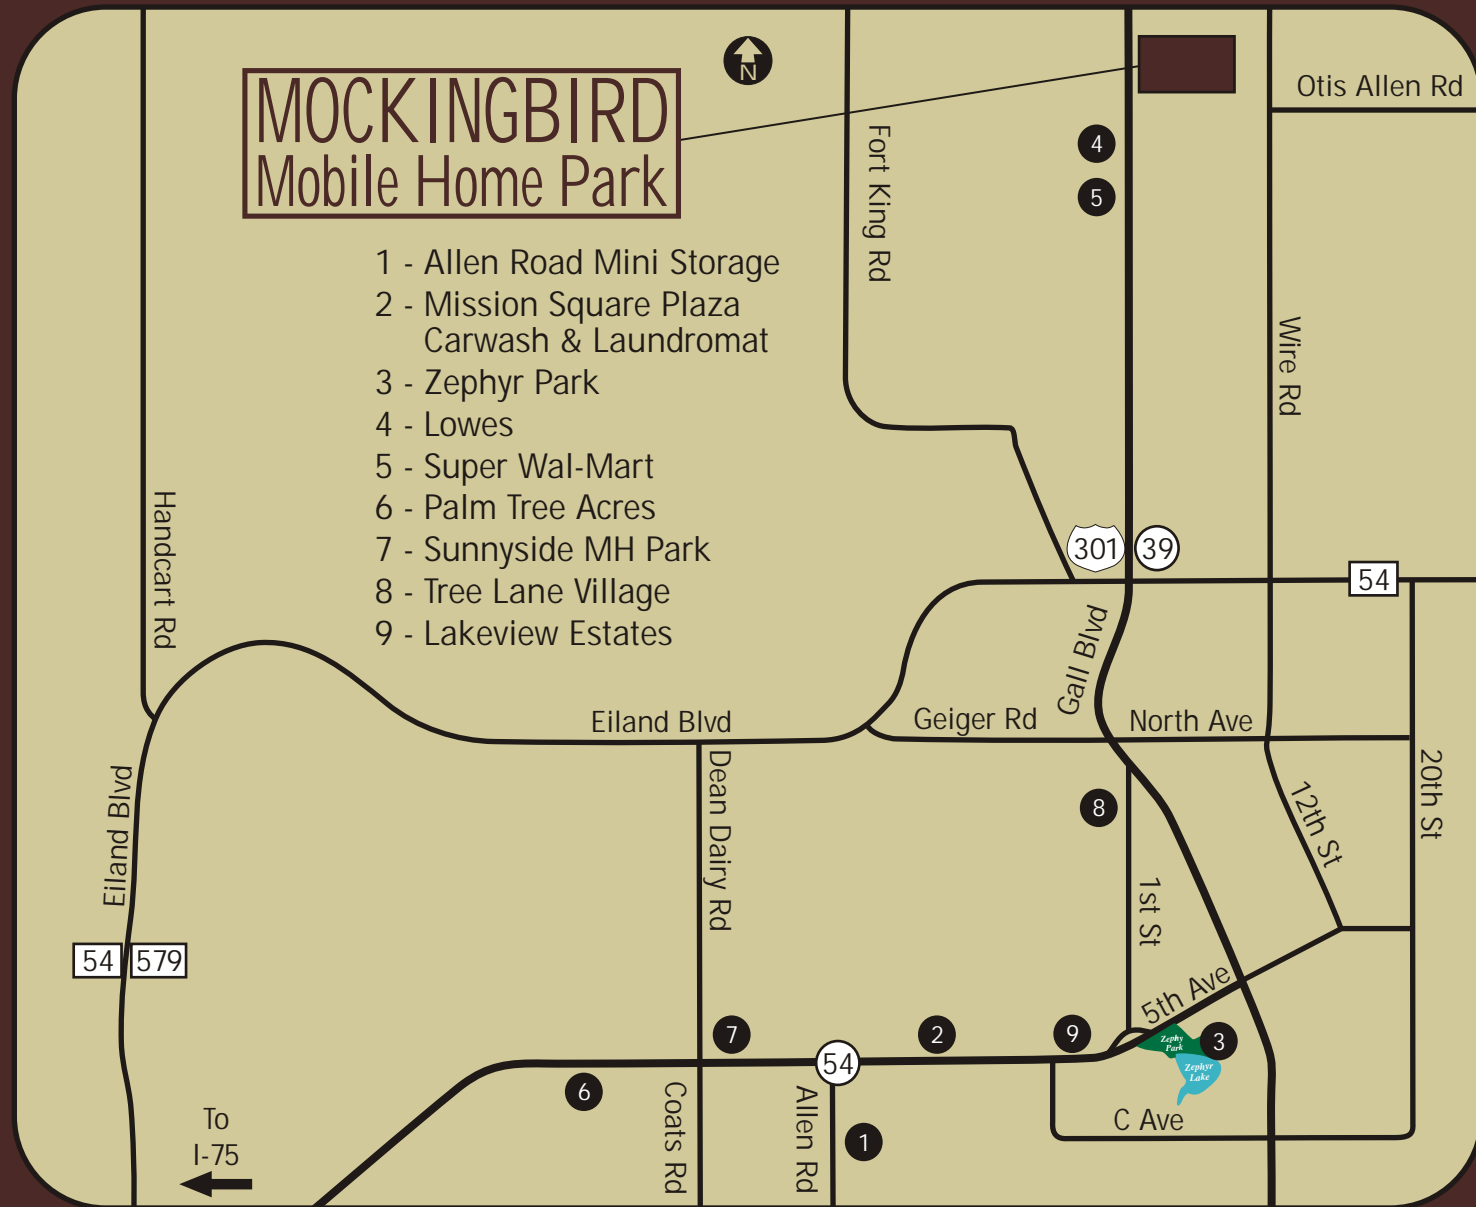 MOCKINGBIRD
Mobile Home Park
N
1 - Allen Road Mini Storage
2 - Mission Square Plaza
Carwash & Laundromat
3 - Zephyr Park
4 - Lowes
5 - Super Wal-Mart
6 - Palm Tree Acres
7 - Sunnyside MH Park
8 - Tree Lane Village
9 - Lakeview Estates
Otis Allen Rd
Fort King Rd
4
5
Wire Rd
Handcart Rd
301
39
54
Gall Blvd
Eiland Blvd
Geiger Rd
North Ave
Eiland Blvd
Dean Dairy Rd
8
12th St
20th St
1st St
54
579
5th Ave
7
2
9
3
Zephy
Park
Zephyr
Lake
54
6
Coats Rd
Allen Rd
1
C Ave
To
I-75